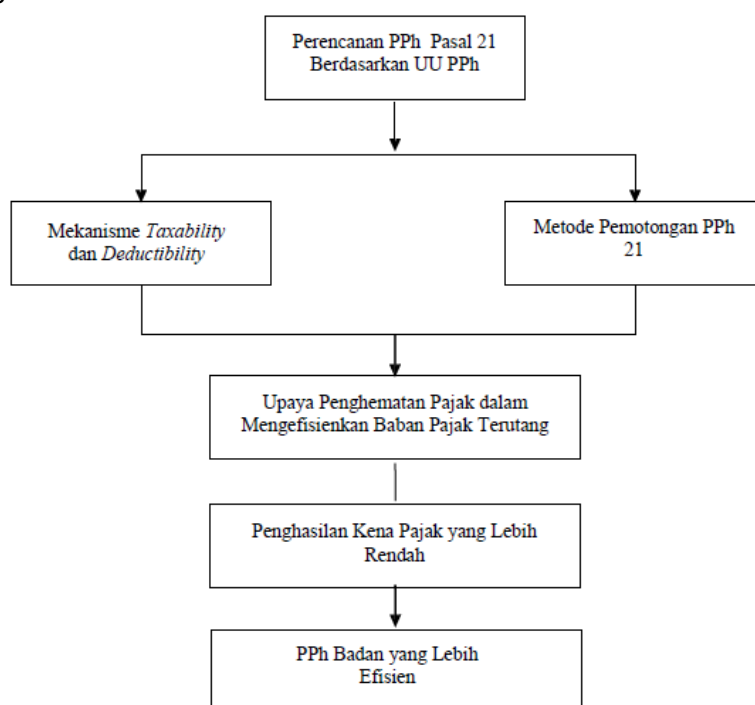 Perencanan PPh Pasal 21
Berdasarkan UU PPh
Mekanisme Taxability
dan Deductibility
Metode Pemotongan PPh
21
Upaya Penghematan Pajak dalam
Mengefisienkan Baban Pajak Terutang
Penghasilan Kena Pajak yang Lebih
Rendah
PPh Badan yang Lebih
Efisien